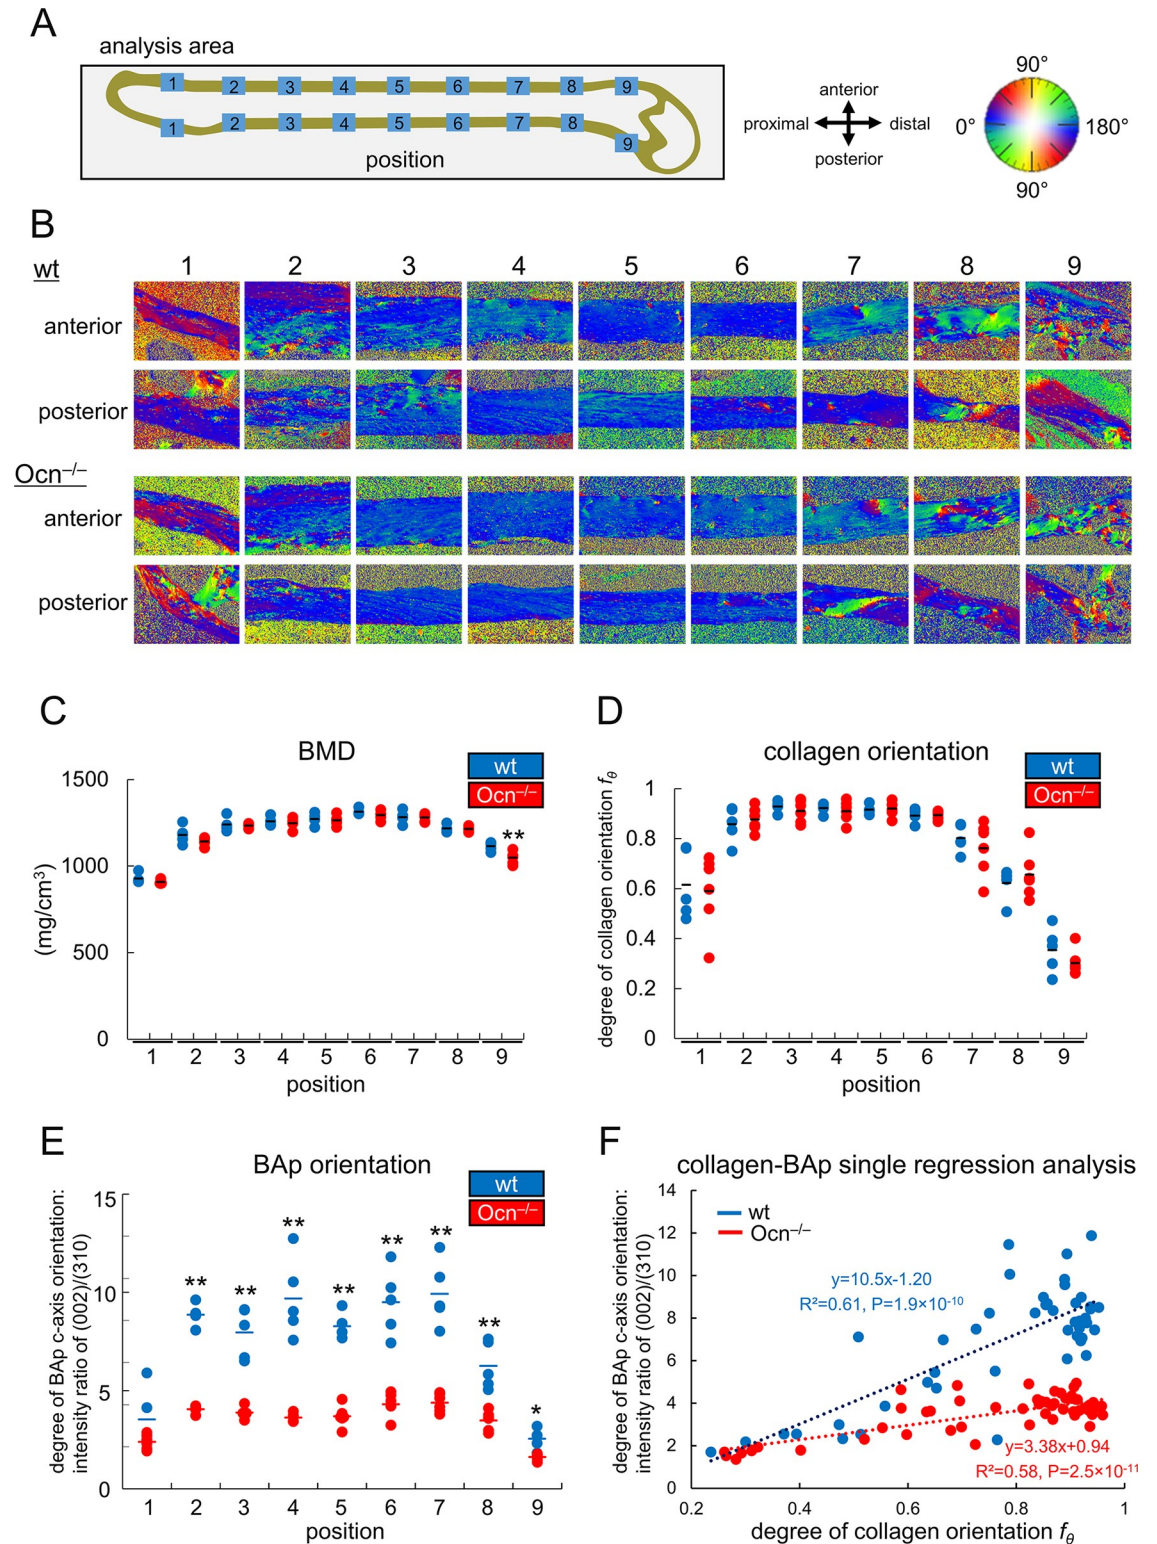 A
analysis area
1 2 3 4 5 6 7 8 9
1 2 3 4 5 6 7 8 9
position
anterior
proximal distal
posterior
90°
0° 180°
90°
B
wt 1 2 3 4 5 6 7 8 9
anterior
posterior
Ocn–/–
anterior
posterior
C
BMD
wt
Ocn–/–
1500
1000
500
0
(mg/cm3)
**
1 2 3 4 5 6 7 8 9
position
D
collagen orientation
wt
Ocn–/–
degree of collagen orientation fθ
1
0.8
0.6
0.4
0.2
0
1 2 3 4 5 6 7 8 9
position
E
BAp orientation
wt
Ocn–/–
degree of BAp c-axis orientation:
intensity ratio of (002)/(310)
15
10
5
0
** ** ** ** ** ** ** *
1 2 3 4 5 6 7 8 9
position
F
collagen-BAp single regression analysis
degree of BAp c-axis orientation:
intensity ratio of (002)/(310)
14
12
10
8
6
4
2
0
wt
Ocn–/–
y=10.5x-1.20
R²=0.61, P=1.9×10-10
y=3.38x+0.94
R²=0.58, P=2.5×10-11
0.2 0.4 0.6 0.8 1
degree of collagen orientation fθ